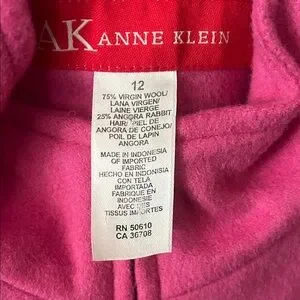 AK ANNE KLEIN
12
75% VIRGIN WOOL/
LANA VIRGEN/
LAINE VIERGE
25% ANGORA RABBIT
HAIR/ PIEL DE
ANGORA DE CONEJO/
POIL DE LAPIN
ANGORA
MADE IN INDONESIA
OF IMPORTED
FABRIC
HECHO EN INDONISIA
CON TELA
IMPORTADA
FABRIQUE EN
INDONESIE
AVEC DES
TISSUS IMPORTES
RN 50610
CA 36708